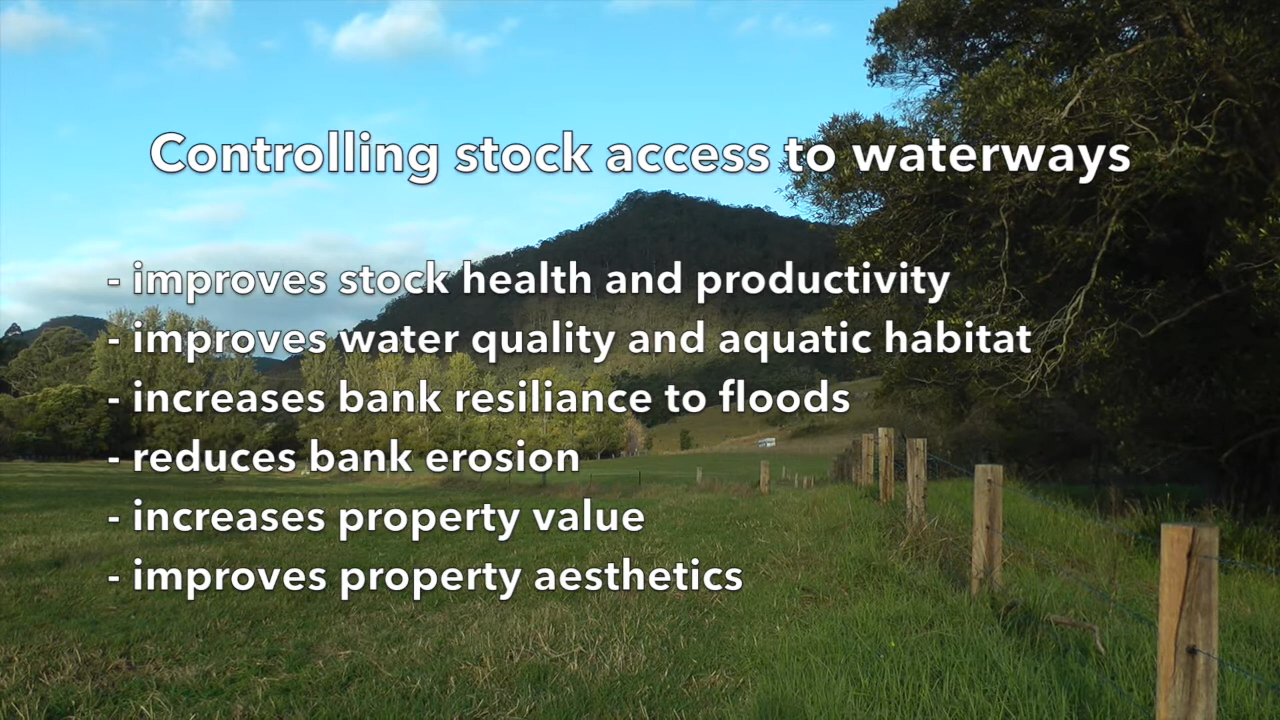 Controlling stock access to waterways
- improves stock health and productivity
- improves water quality and aquatic habitat
- increases bank resiliance to floods
- reduces bank erosion
- increases property value
- improves property aesthetics